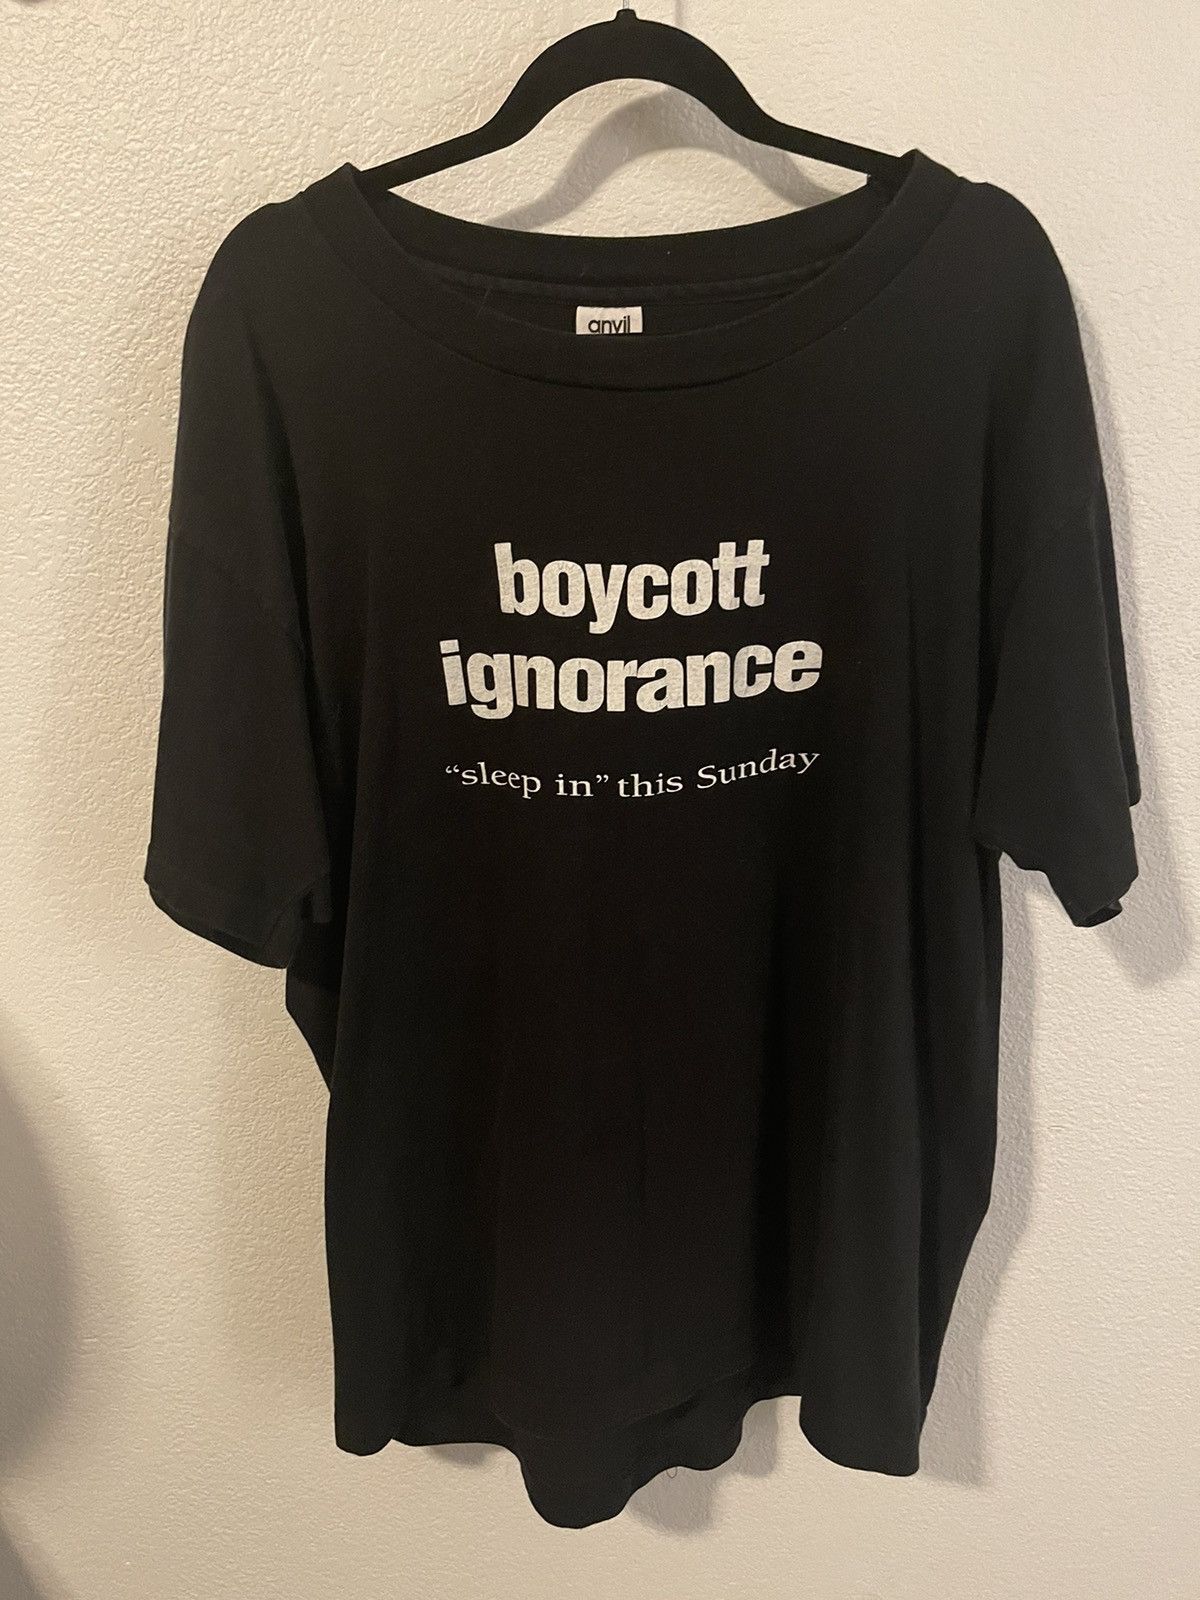 anvil
boycott
ignorance
“sleep in” this Sunday